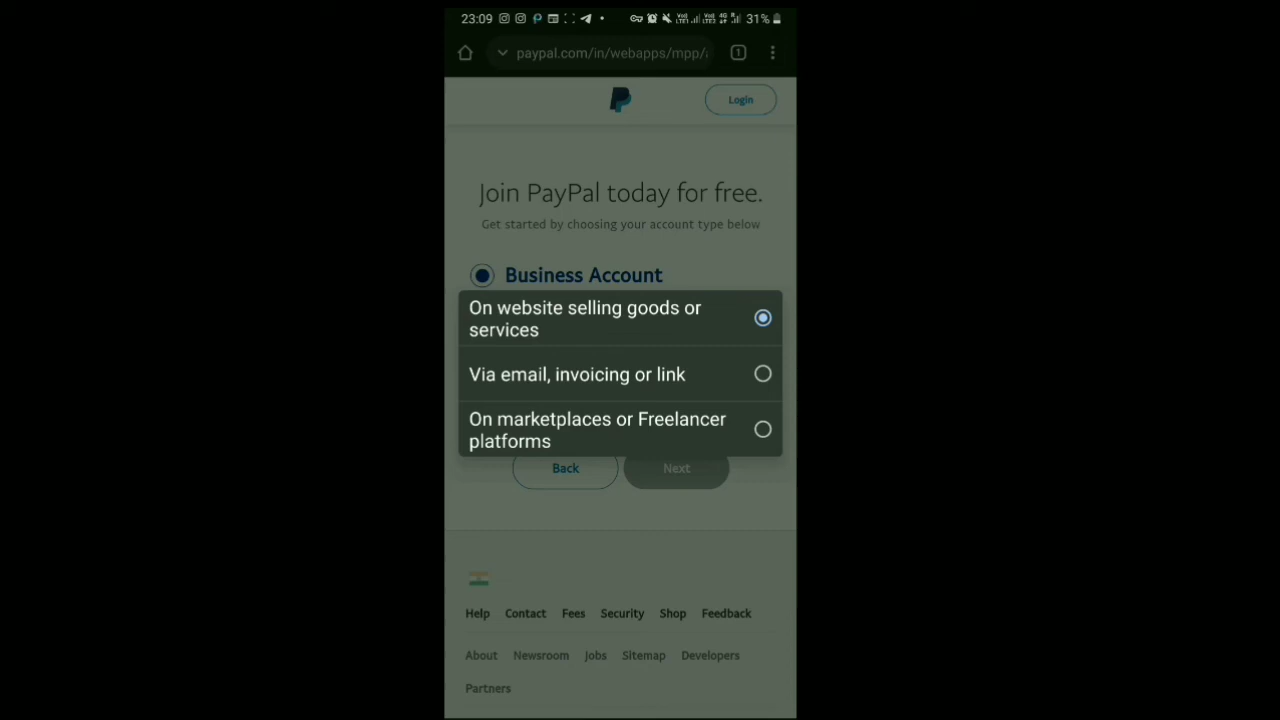 23:09 31%
paypal.com/in/webapps/mpp/ 1
Login
Join PayPal today for free.
Get started by choosing your account type below
Business Account
On website selling goods or
services
Via email, invoicing or link
On marketplaces or Freelancer
platforms
Back Next
Help Contact Fees Security Shop Feedback
About Newsroom Jobs Sitemap Developers
Partners